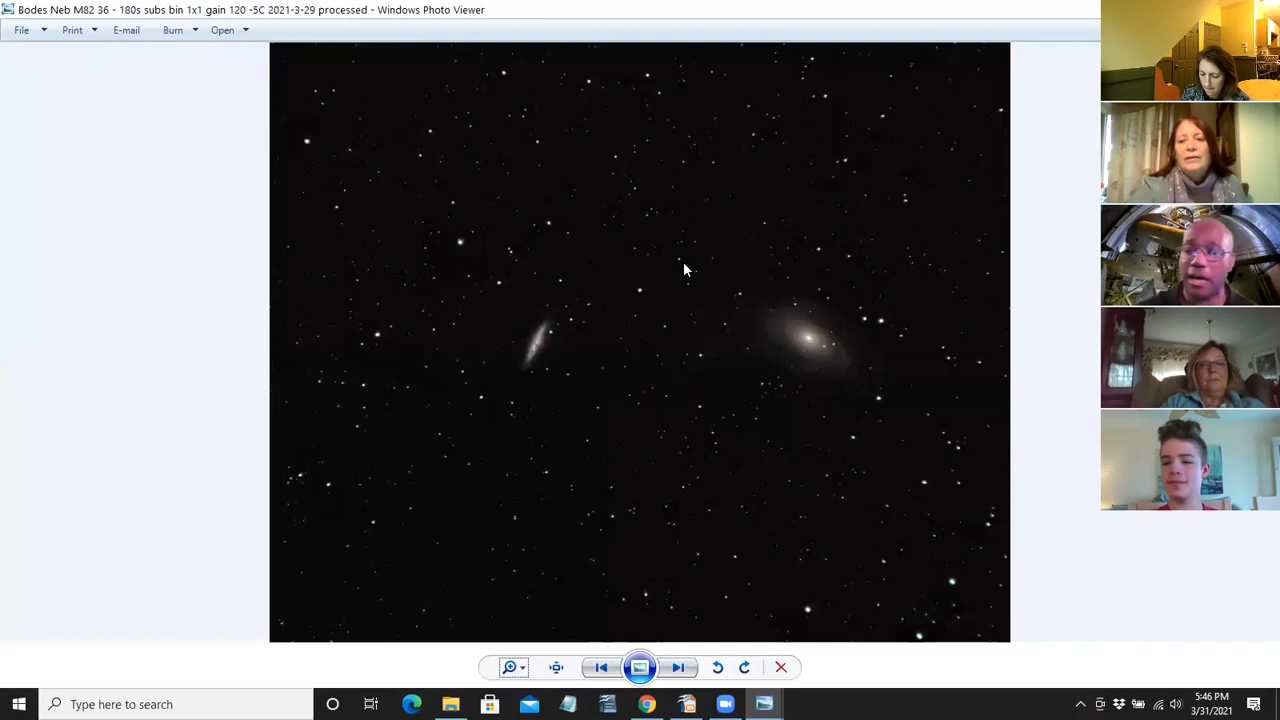 Bodes Neb M82 36 - 180s subs bin 1x1 gain 120 -5C 2021-3-29 processed - Windows Photo Viewer
File Print E-mail Burn Open
Type here to search
5:46 PM
3/31/2021